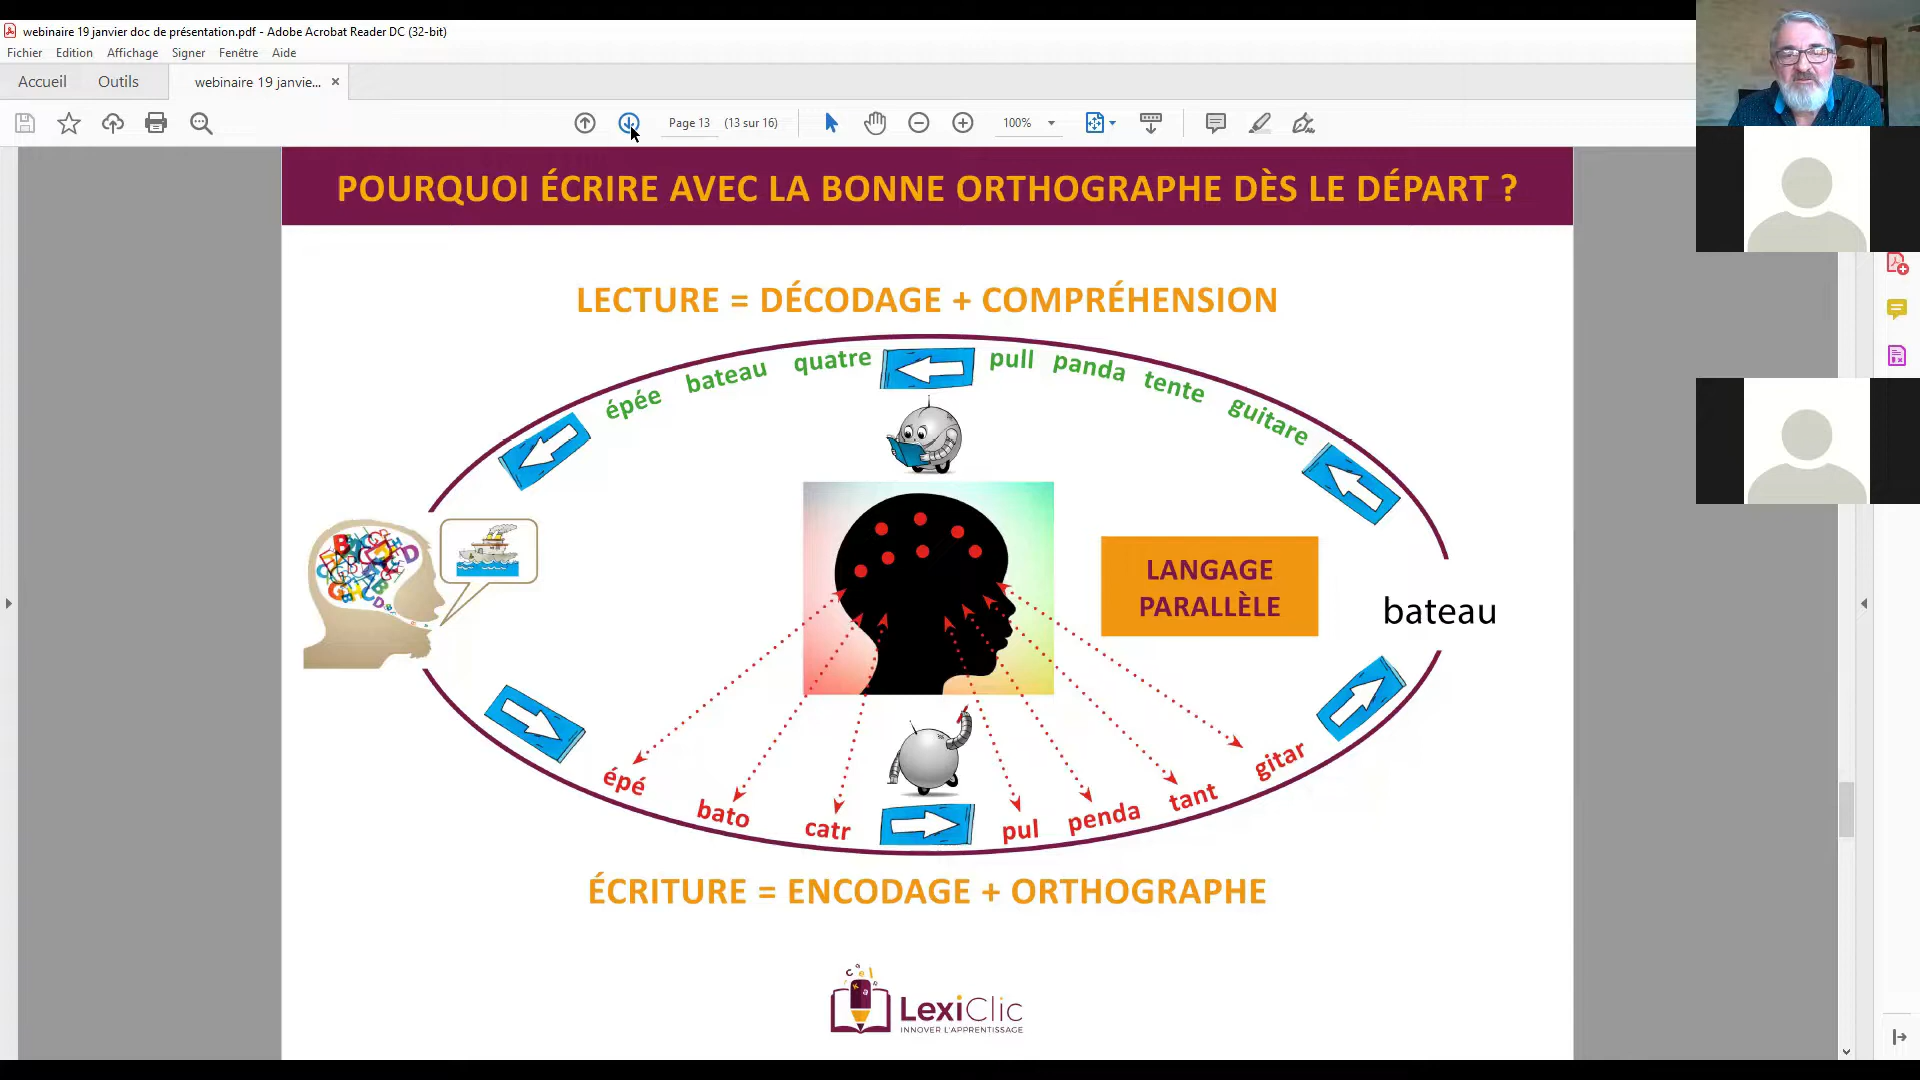 webinaire 19 janvier doc de présentation.pdf - Adobe Acrobat Reader DC (32-bit)
Fichier Edition Affichage Signer Fenêtre Aide
Accueil Outils webinaire 19 janvie... ×
Page 13 (13 sur 16) 100%
POURQUOI ÉCRIRE AVEC LA BONNE ORTHOGRAPHE DÈS LE DÉPART ?
LECTURE = DÉCODAGE + COMPRÉHENSION
épée bateau quatre pull panda tente guitare
LANGAGE
PARALLÈLE
bateau
épé bato catr pul penda tant gitar
ÉCRITURE = ENCODAGE + ORTHOGRAPHE
LexiClic
INNOVER L'APPRENTISSAGE